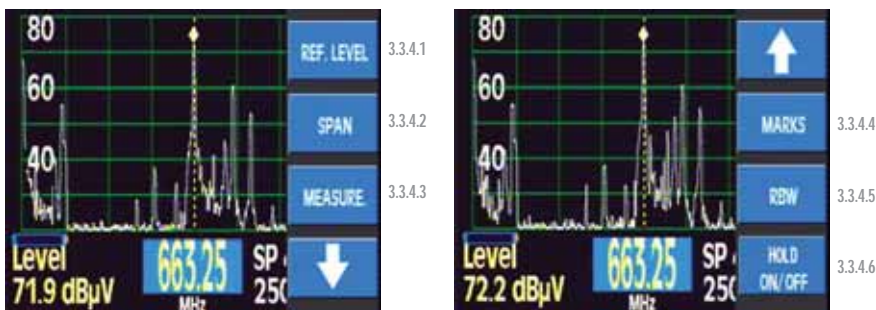 80
60
40
REF. LEVEL
SPAN
MEASURE.
3.3.4.1
3.3.4.2
3.3.4.3
Level
71.9 dBµV
663.25
MHz
SP
250
80
60
40
MARKS
RBW
HOLD
ON/OFF
3.3.4.4
3.3.4.5
3.3.4.6
Level
72.2 dBµV
663.25
MHz
SP
250